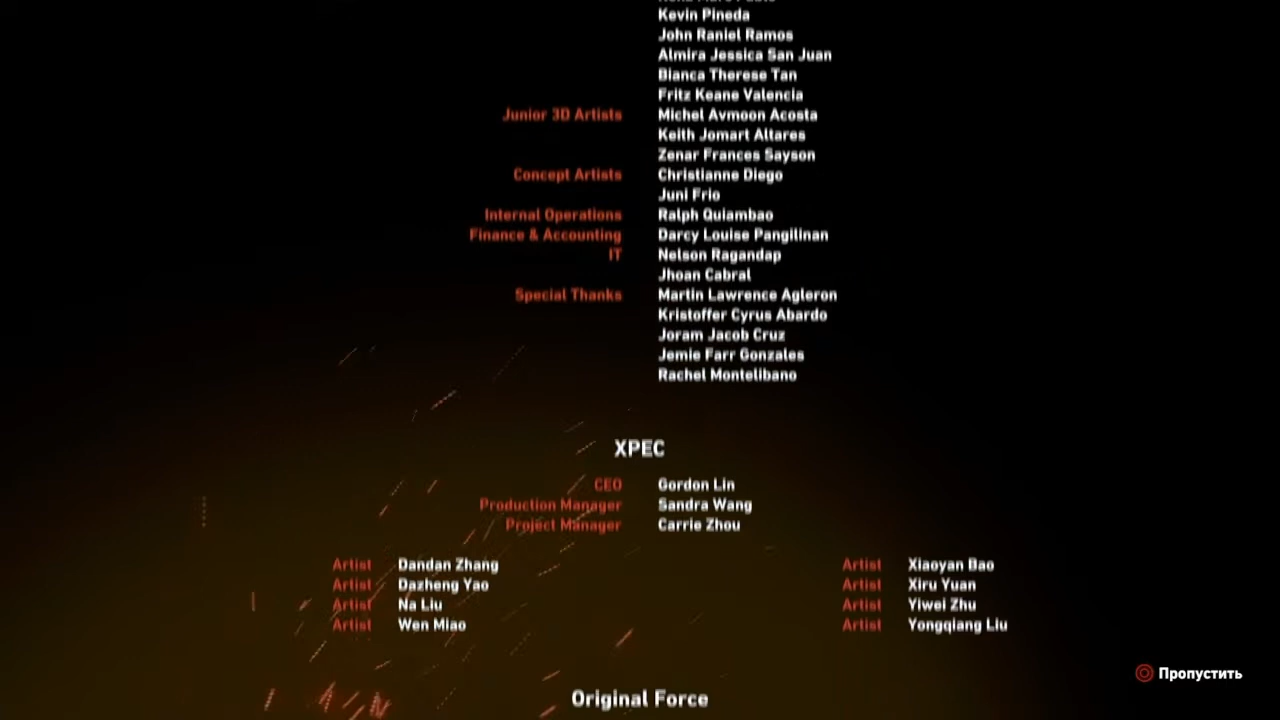 Kevin Pineda
John Raniel Ramos
Almira Jessica San Juan
Bianca Therese Tan
Fritz Keane Valencia
Junior 3D Artists Michel Avmoon Acosta
Keith Jomart Altares
Zenar Frances Sayson
Concept Artists Christianne Diego
Juni Frio
Internal Operations Ralph Quiambao
Finance & Accounting Darcy Louise Pangilinan
IT Nelson Ragandap
Jhoan Cabral
Special Thanks Martin Lawrence Agleron
Kristoffer Cyrus Abardo
Joram Jacob Cruz
Jemie Farr Gonzales
Rachel Montelibano
XPEC
CEO Gordon Lin
Production Manager Sandra Wang
Project Manager Carrie Zhou
Artist Dandan Zhang Artist Xiaoyan Bao
Artist Dazheng Yao Artist Xiru Yuan
Artist Na Liu Artist Yiwei Zhu
Artist Wen Miao Artist Yongqiang Liu
Пропустить
Original Force